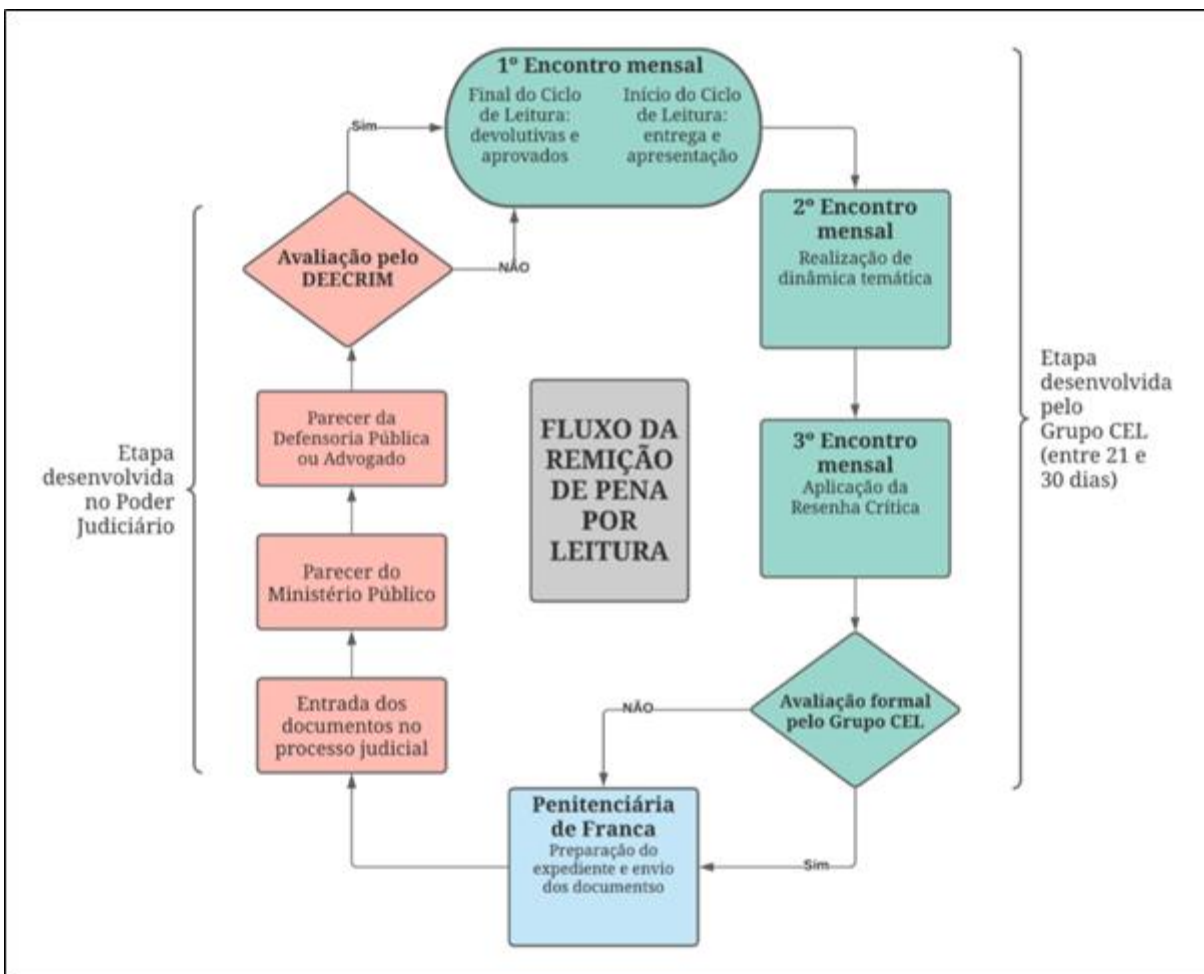 1º Encontro mensal
Final do Ciclo
de Leitura:
devolutivas e
aprovados
Início do Ciclo
de Leitura:
entrega e
apresentação
Sim
NÃO
Avaliação pelo
DEECRIM
2º Encontro
mensal
Realização de
dinâmica temática
Etapa
desenvolvida
pelo
Grupo CEL
(entre 21 e
30 dias)
Parecer da
Defensoria Pública
ou Advogado
FLUXO DA
REMIÇÃO
DE PENA
POR
LEITURA
3º Encontro
mensal
Aplicação da
Resenha Crítica
Etapa
desenvolvida
no Poder
Judiciário
Parecer do
Ministério Público
Entrada dos
documentos no
processo judicial
NÃO
Avaliação formal
pelo Grupo CEL
Penitenciária
de Franca
Preparação do
expediente e envio
dos documentso
Sim